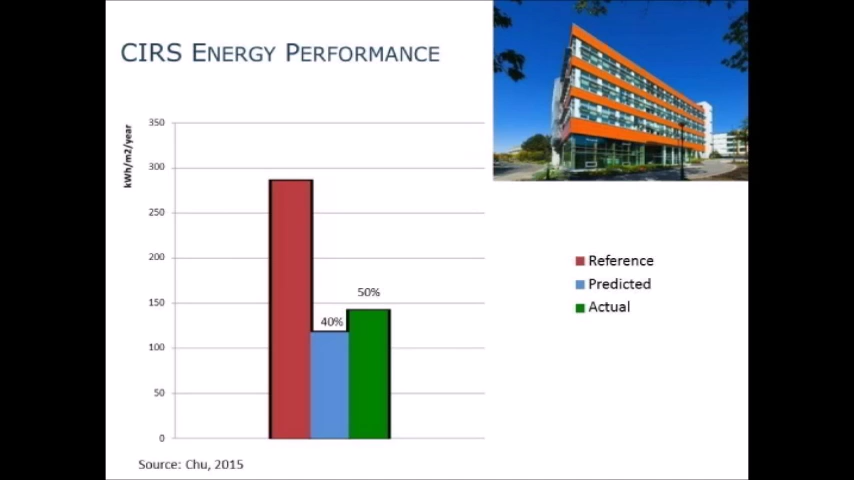 CIRS ENERGY PERFORMANCE
kWh/m2/year
350
300
250
200
150
100
50
0
50%
40%
Reference
Predicted
Actual
Source: Chu, 2015